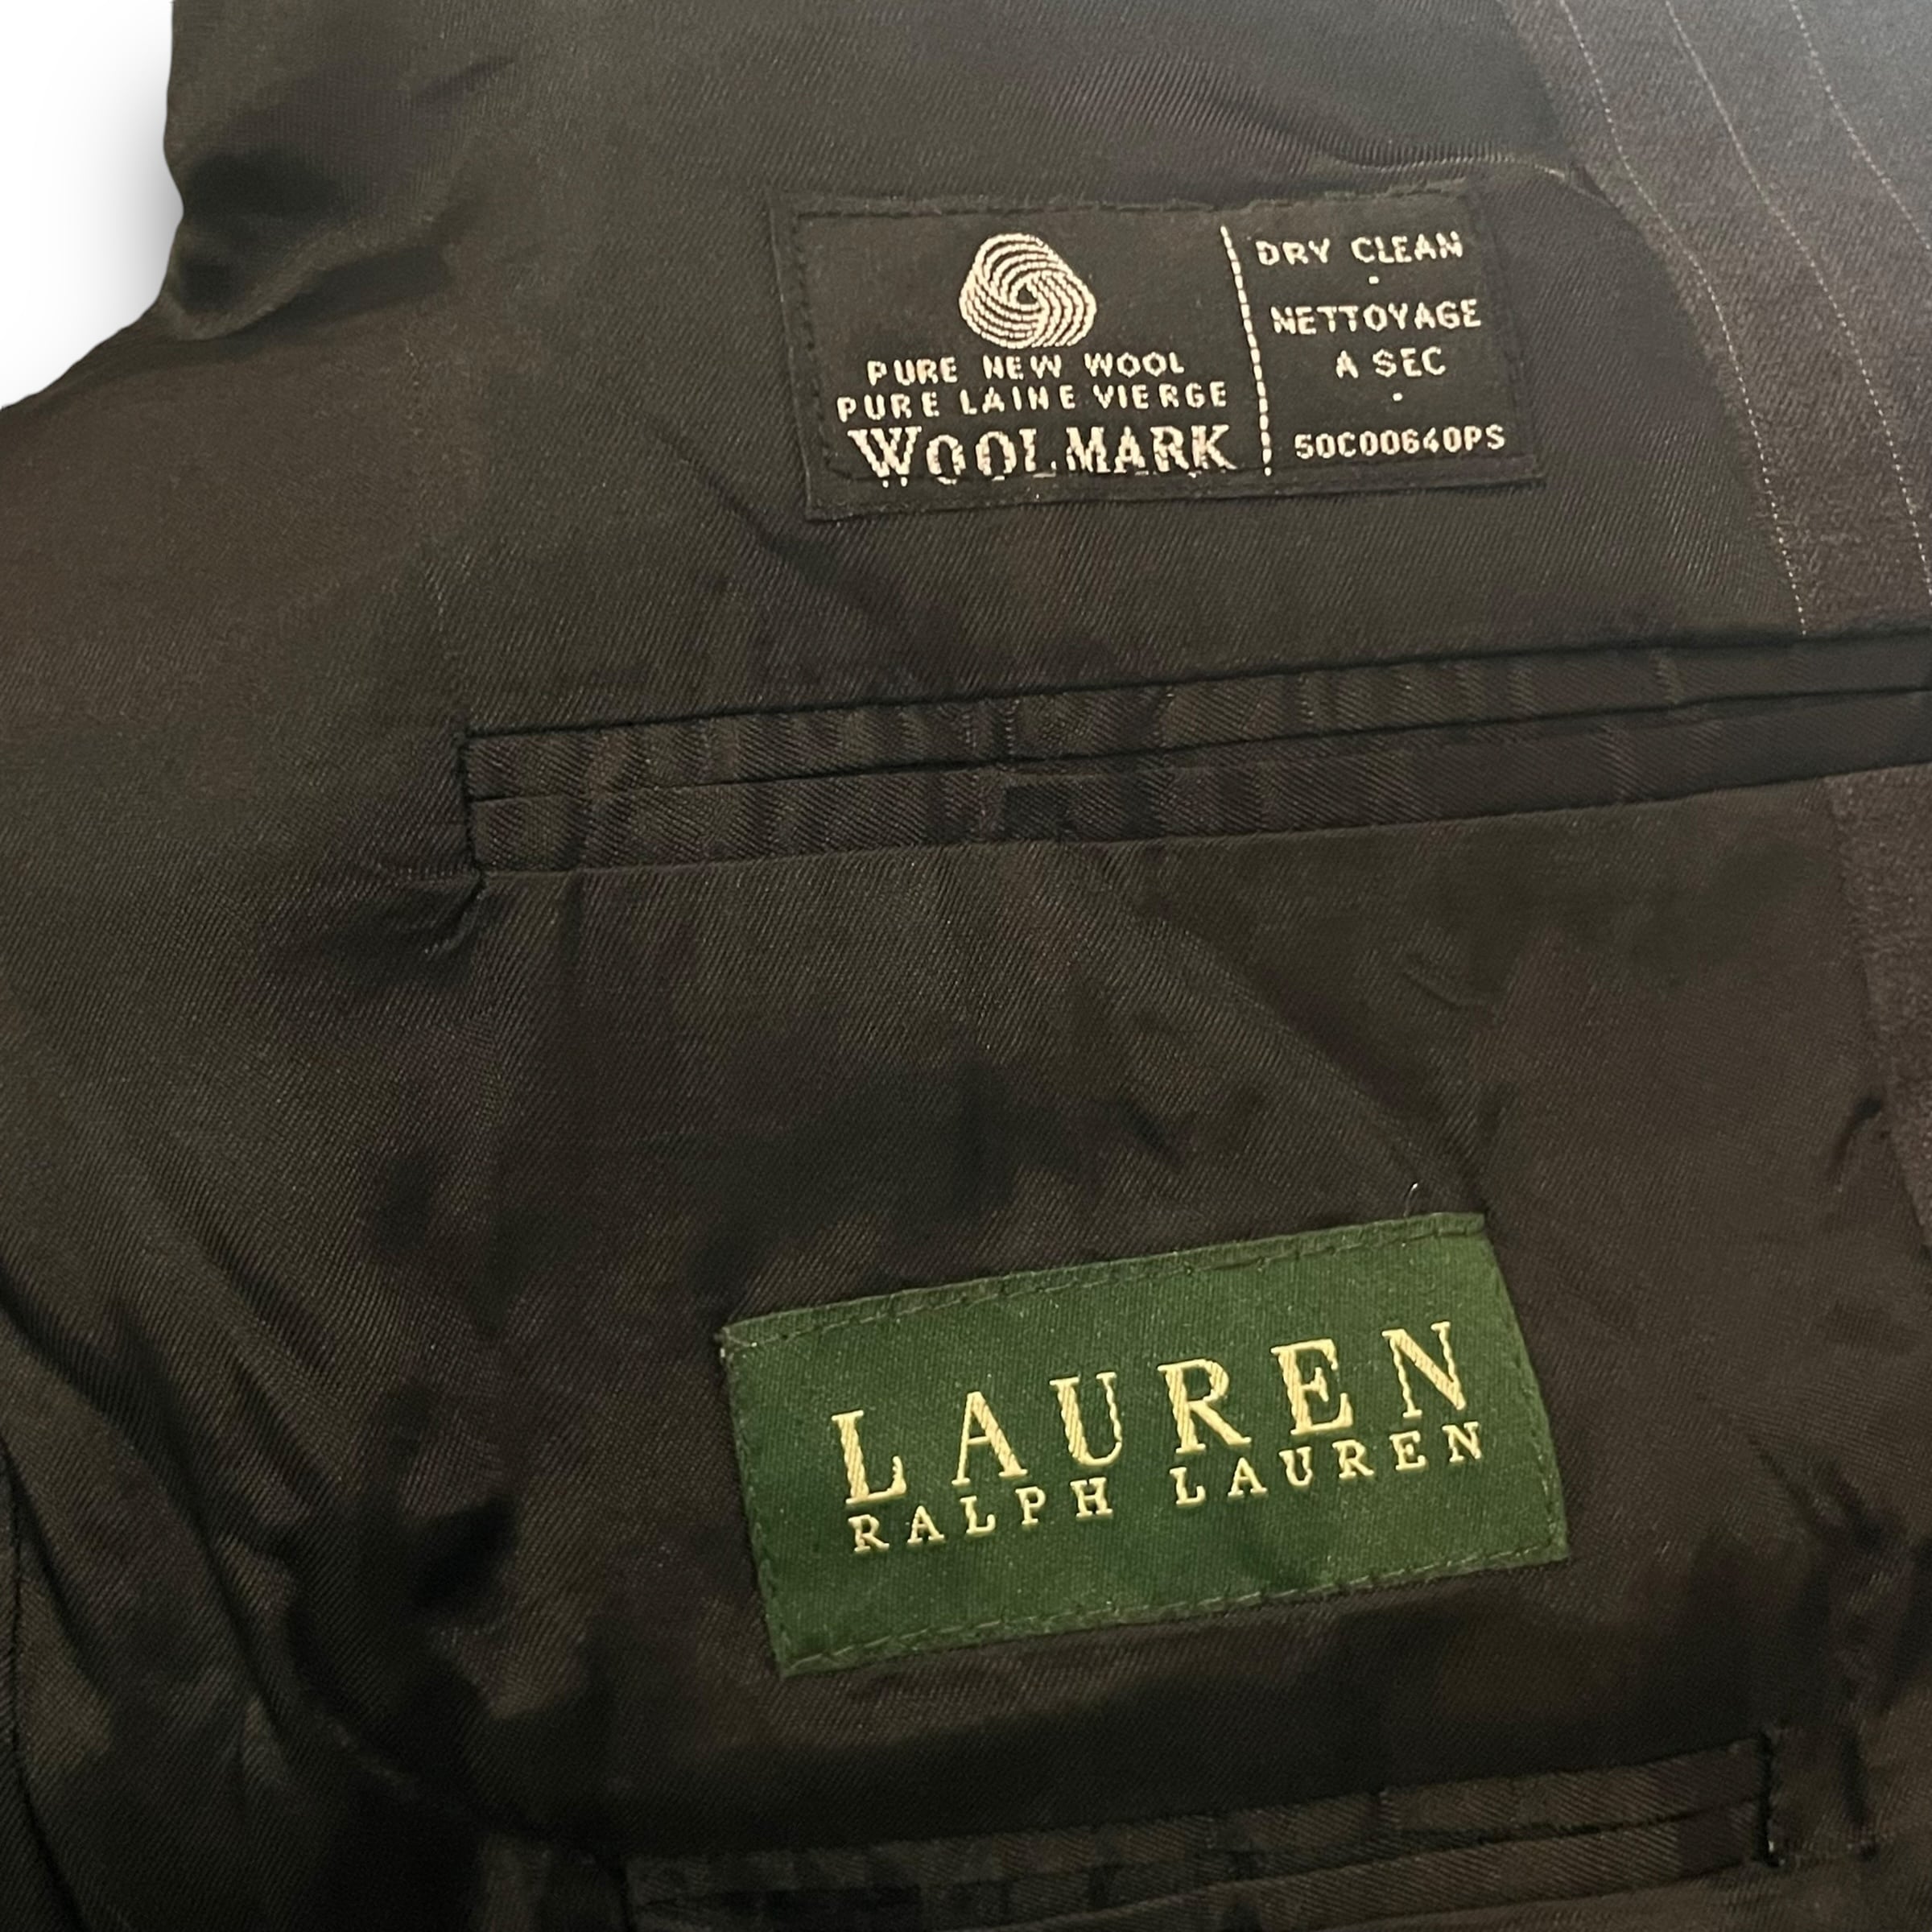 PURE NEW WOOL
PURE LAINE VIERGE
WOOLMARK
DRY CLEAN
NETTOYAGE
A SEC
50C00640PS
LAUREN
RALPH LAUREN